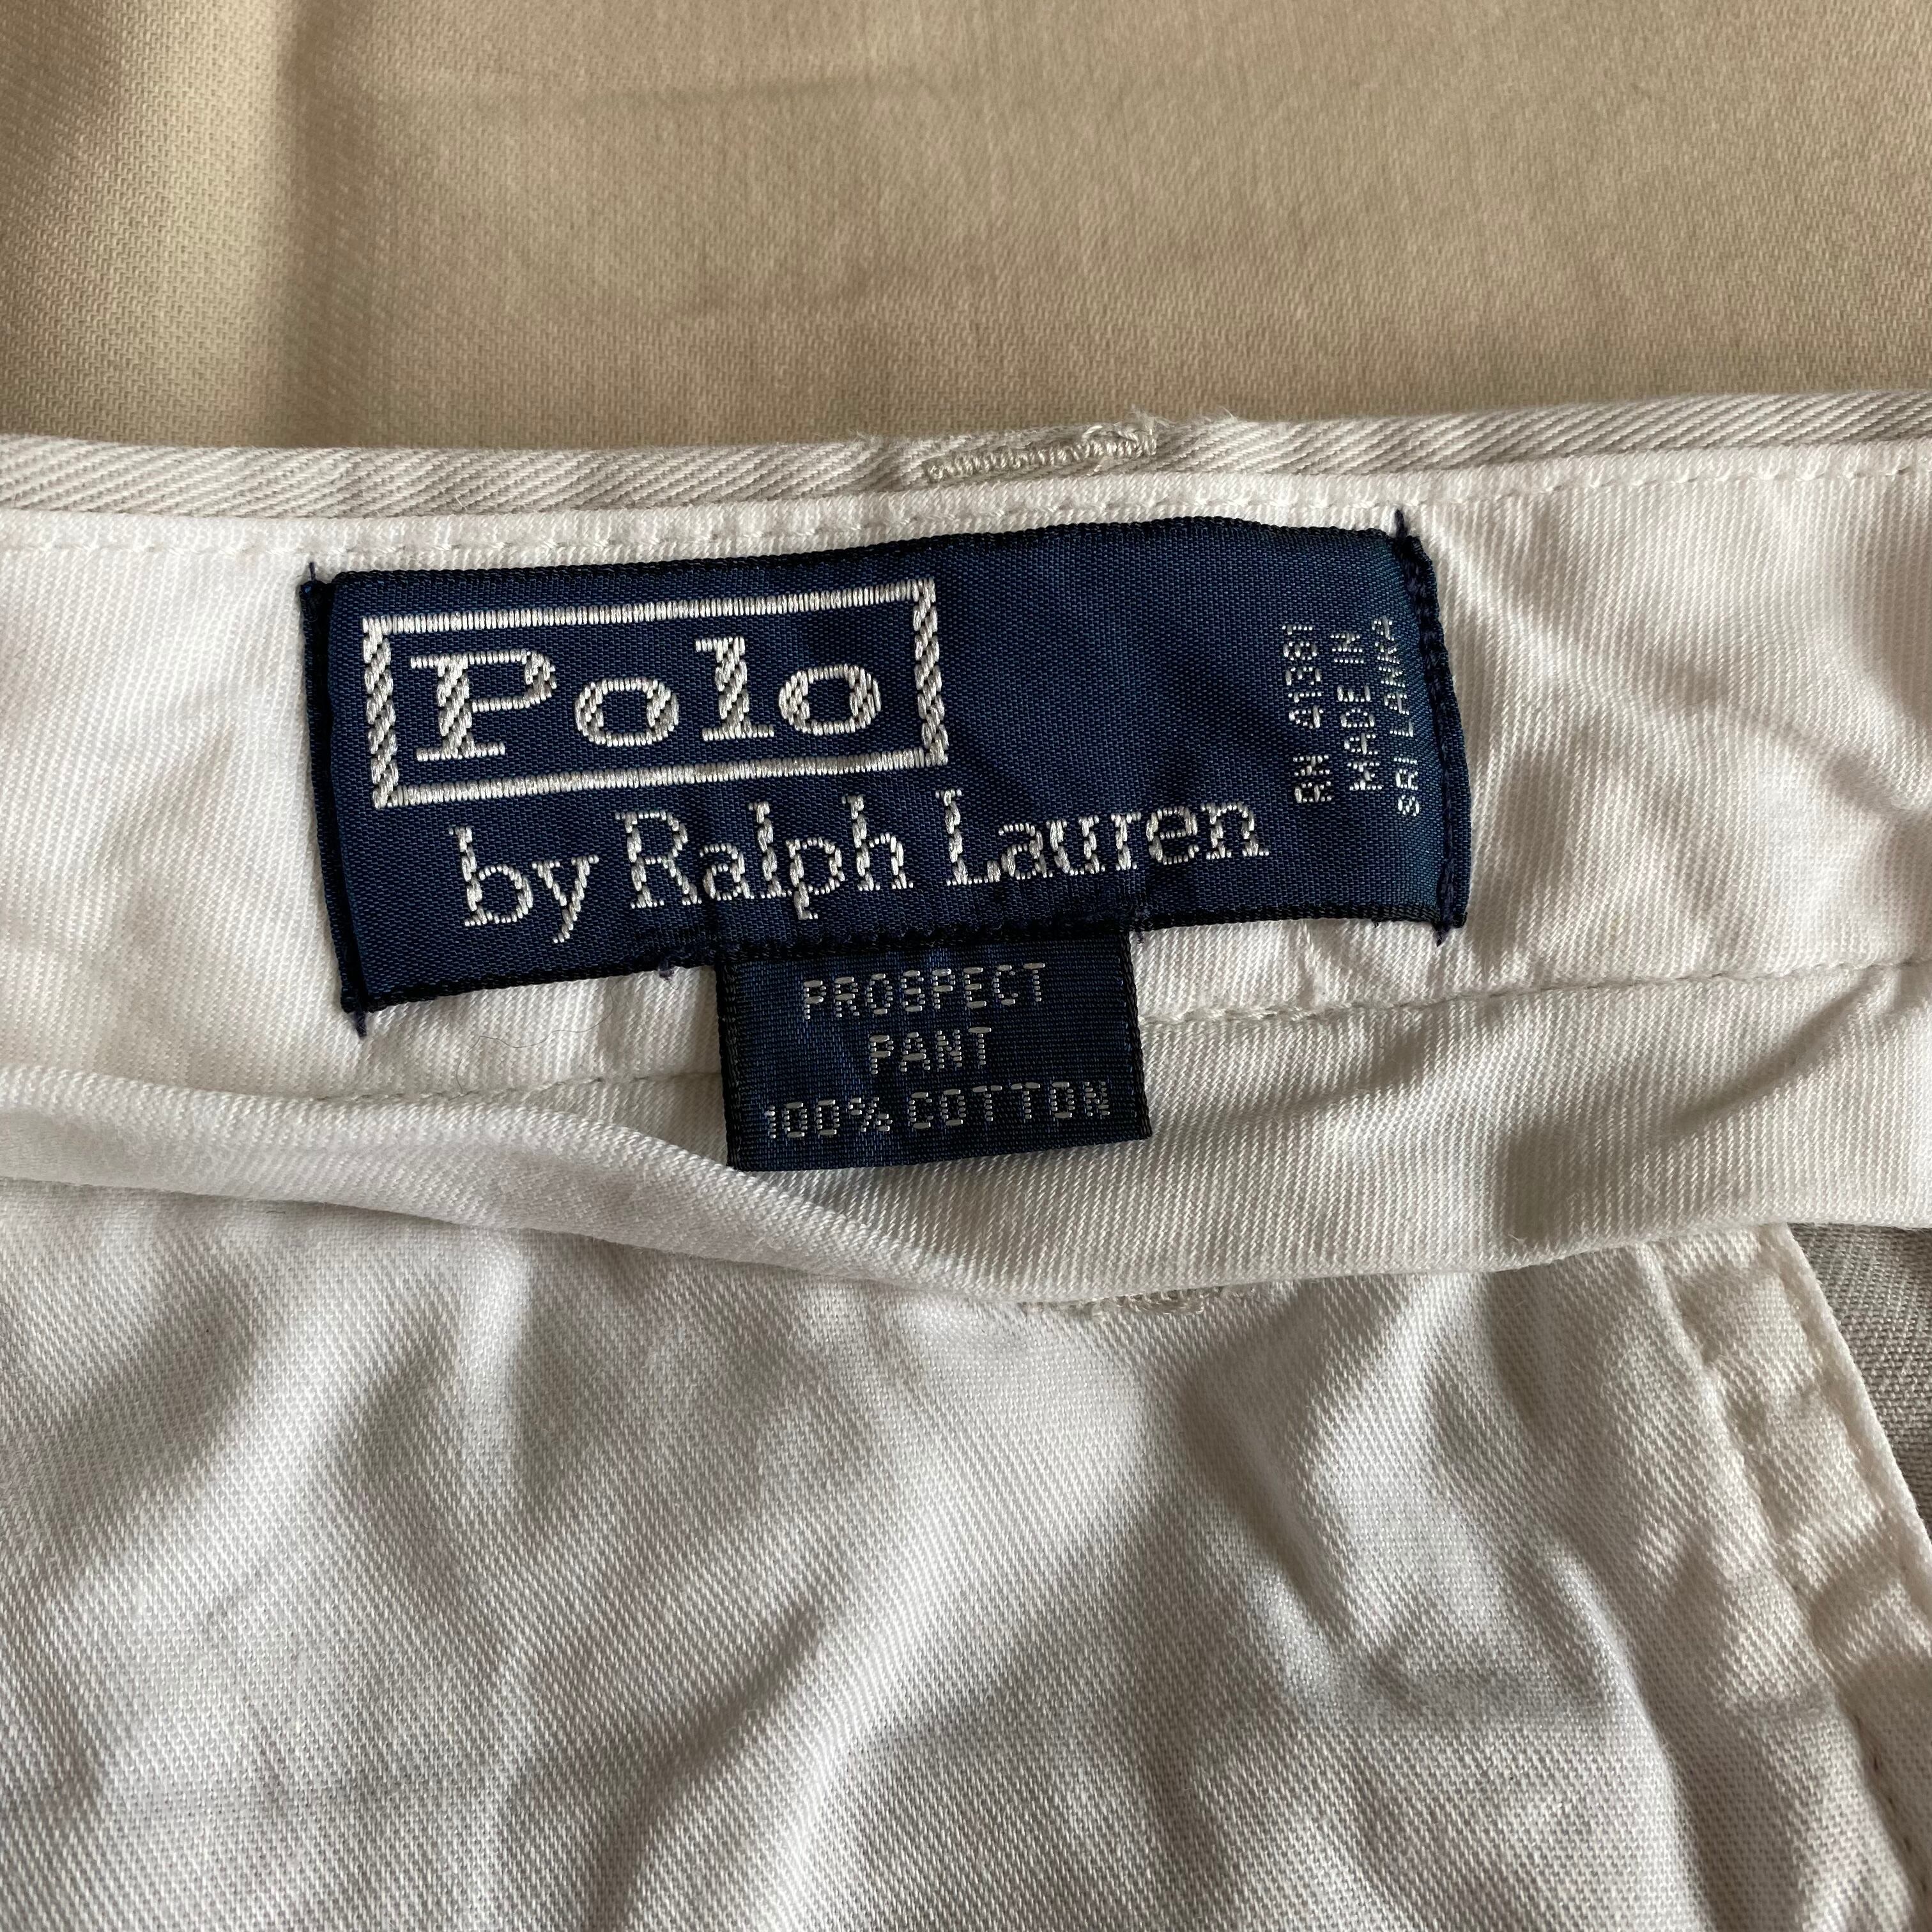 Polo
by Ralph Lauren
RN 41381
MADE IN
SRI LANKA
PROSPECT
PANT
100% COTTON